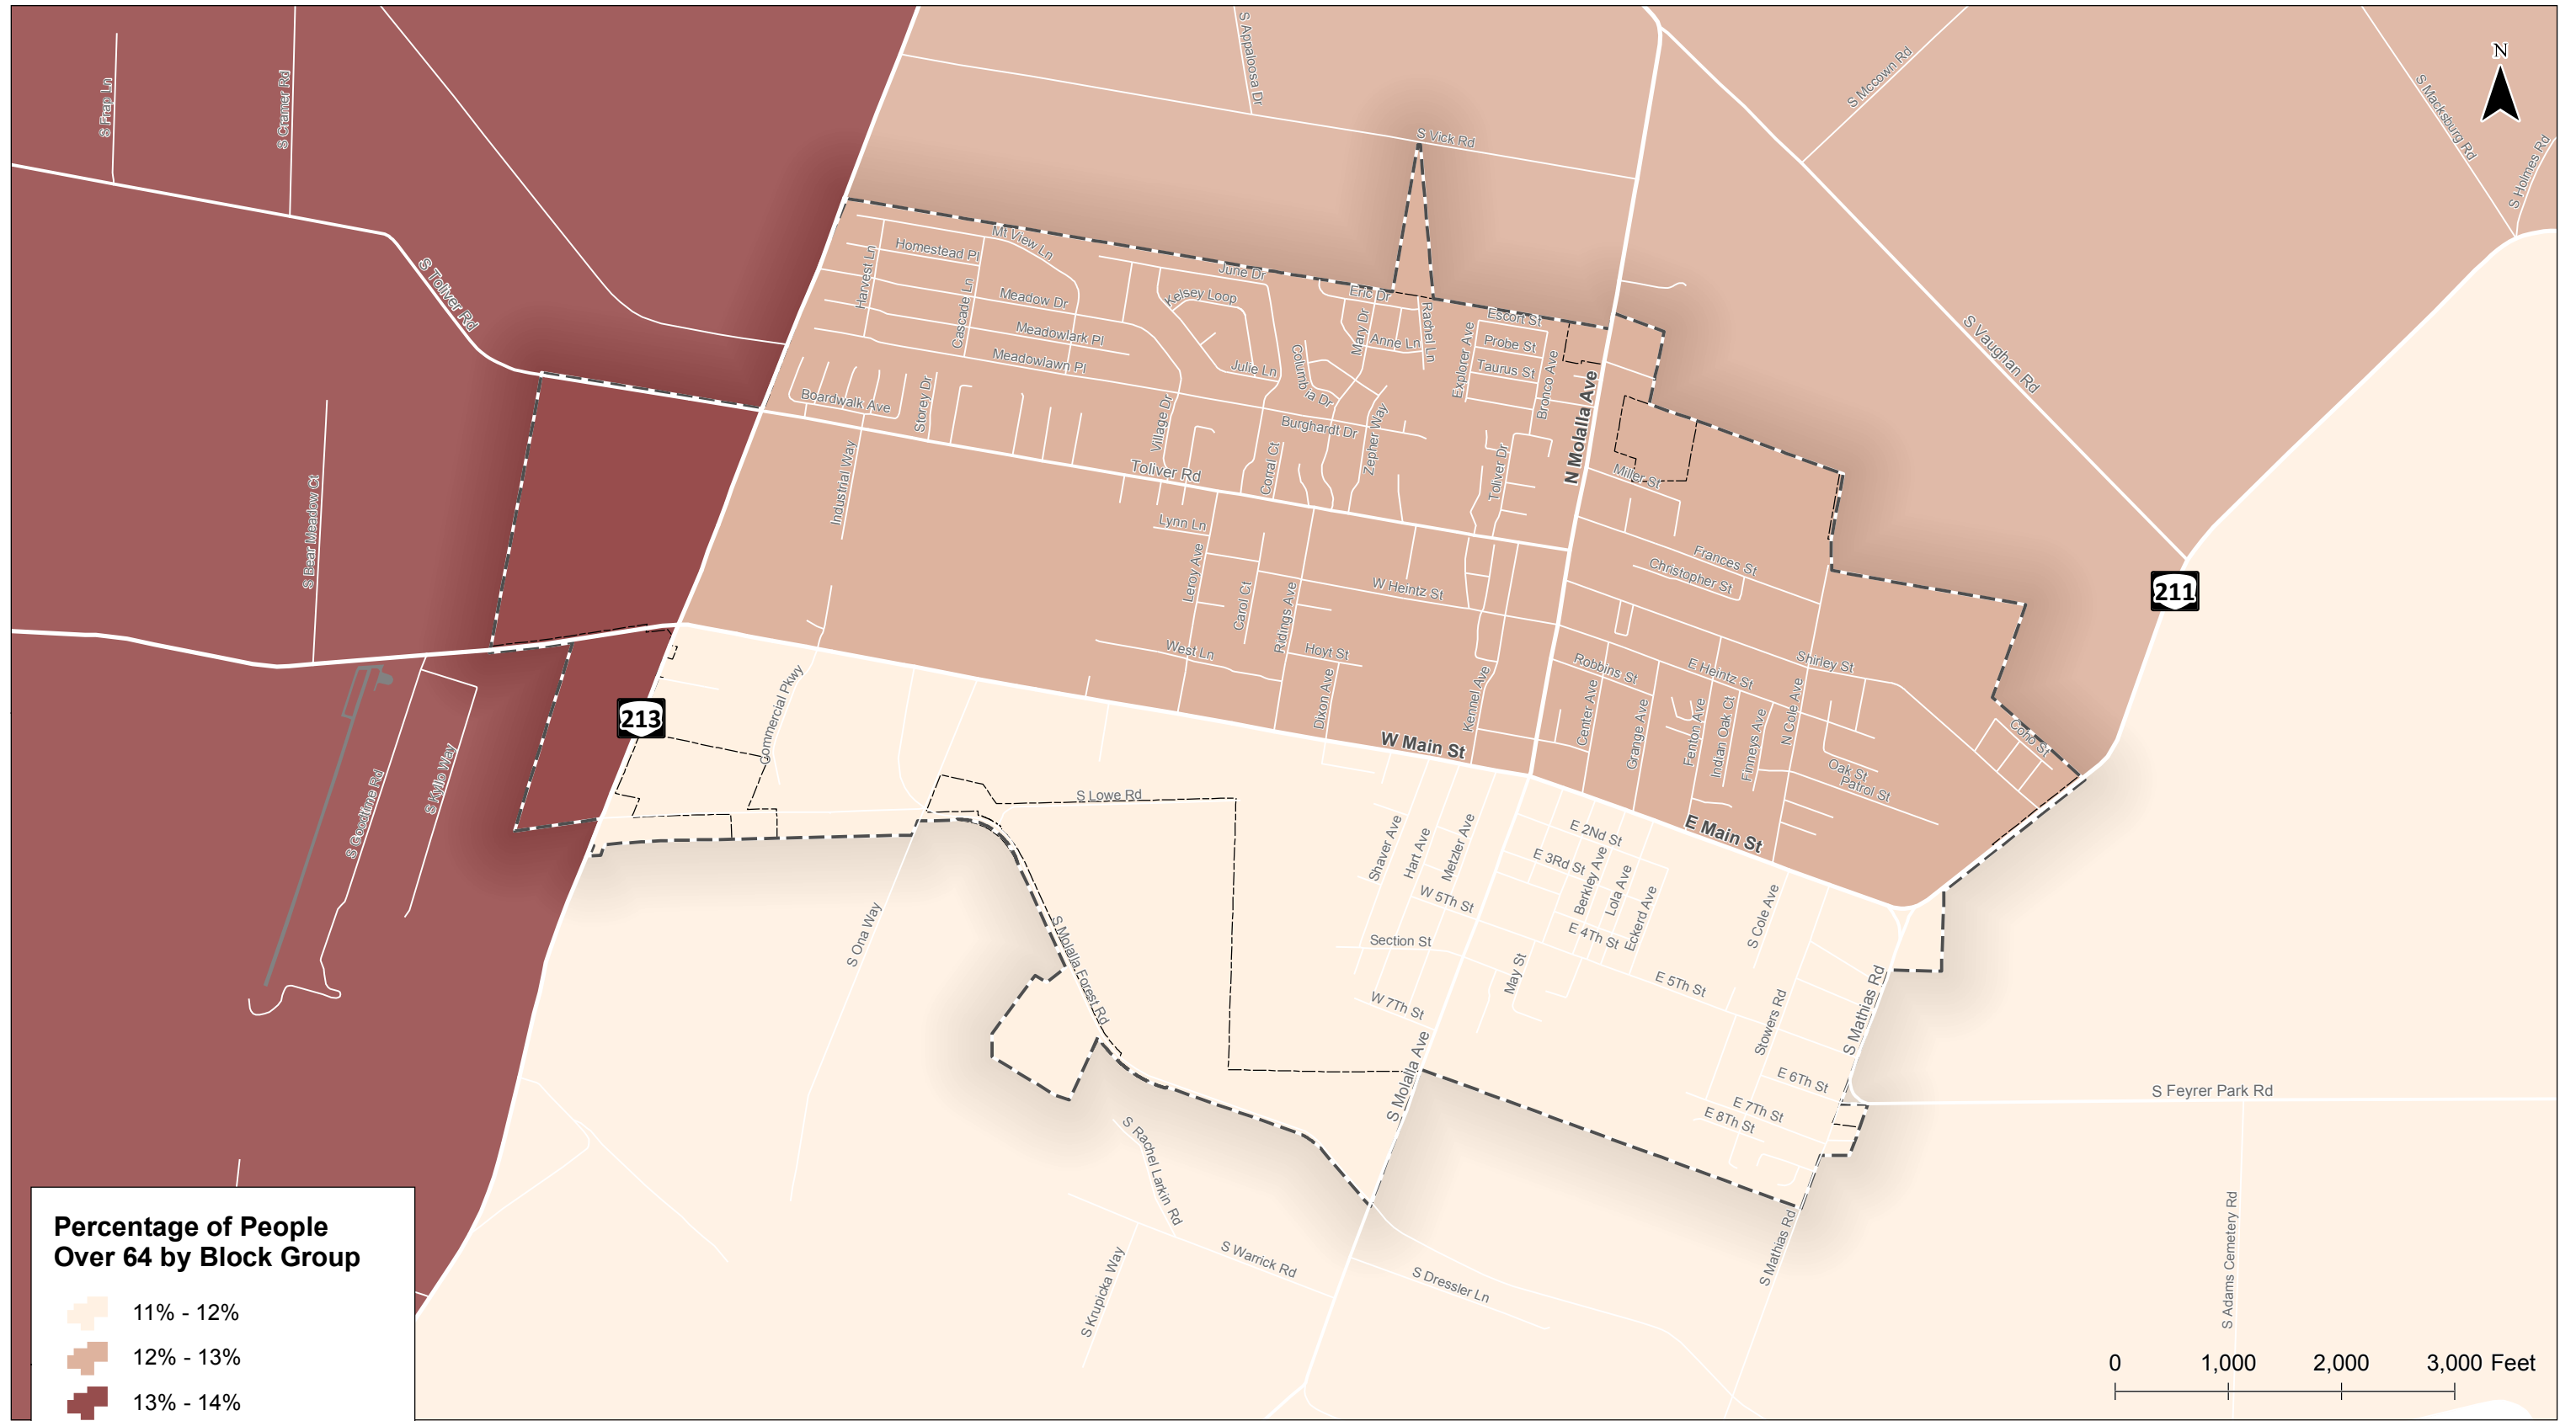 N
S Frap Ln
S Cramer Rd
S Appaloosa Dr
S Mccown Rd
S Macksburg Rd
S Holmes Rd
S Vick Rd
S Toliver Rd
Mt View Ln
Homestead Pl
Harvest Ln
Cascade Ln
Meadow Dr
Meadowlark Pl
Meadowlawn Pl
June Dr
Kelsey Loop
Julie Ln
Eric Dr
Mary Dr
Anne Ln
Rachel Ln
Columbia Dr
Explorer Ave
Escort St
Probe St
Taurus St
Bronco Ave
N Molalla Ave
S Vaughan Rd
Boardwalk Ave
Storey Dr
Village Dr
Burghardt Dr
Zepher Way
Corral Ct
Toliver Rd
Toliver Dr
Industrial Way
Miller St
S Bear Meadow Ct
Lynn Ln
Leroy Ave
Carol Ct
Ridings Ave
W Heintz St
Frances St
Christopher St
211
West Ln
Hoyt St
Dixon Ave
Kennel Ave
Robbins St
E Heintz St
Shirley St
Center Ave
Grange Ave
Fenton Ave
Indian Oak Ct
Finneys Ave
N Cole Ave
Oak St
Patrol St
Coho St
213
Commercial Pkwy
W Main St
E Main St
S Goodtime Rd
S Kyllo Way
S Lowe Rd
Shaver Ave
Hart Ave
Metzler Ave
E 2Nd St
E 3Rd St
Berkley Ave
Lola Ave
Eckerd Ave
W 5Th St
E 4Th St
S Cole Ave
Section St
May St
E 5Th St
S Ona Way
S Molalla Forest Rd
W 7Th St
S Molalla Ave
Stowers Rd
S Mathias Rd
E 6Th St
E 7Th St
E 8Th St
S Feyrer Park Rd
S Rachel Larkin Rd
S Krupicka Way
S Warrick Rd
S Dressler Ln
S Mathias Rd
S Adams Cemetery Rd
Percentage of People
Over 64 by Block Group
11% - 12%
12% - 13%
13% - 14%
0 1,000 2,000 3,000 Feet